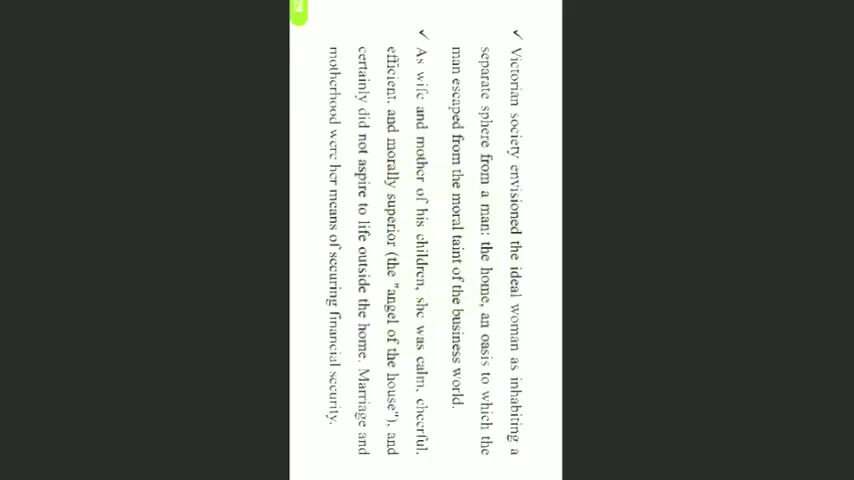 ✓ Victorian society envisioned the ideal woman as inhabiting a
separate sphere from a man: the home, an oasis to which the
man escaped from the moral taint of the business world.
✓ As wife and mother of his children, she was calm, cheerful,
efficient, and morally superior (the "angel of the house"), and
certainly did not aspire to life outside the home. Marriage and
motherhood were her means of securing financial security.